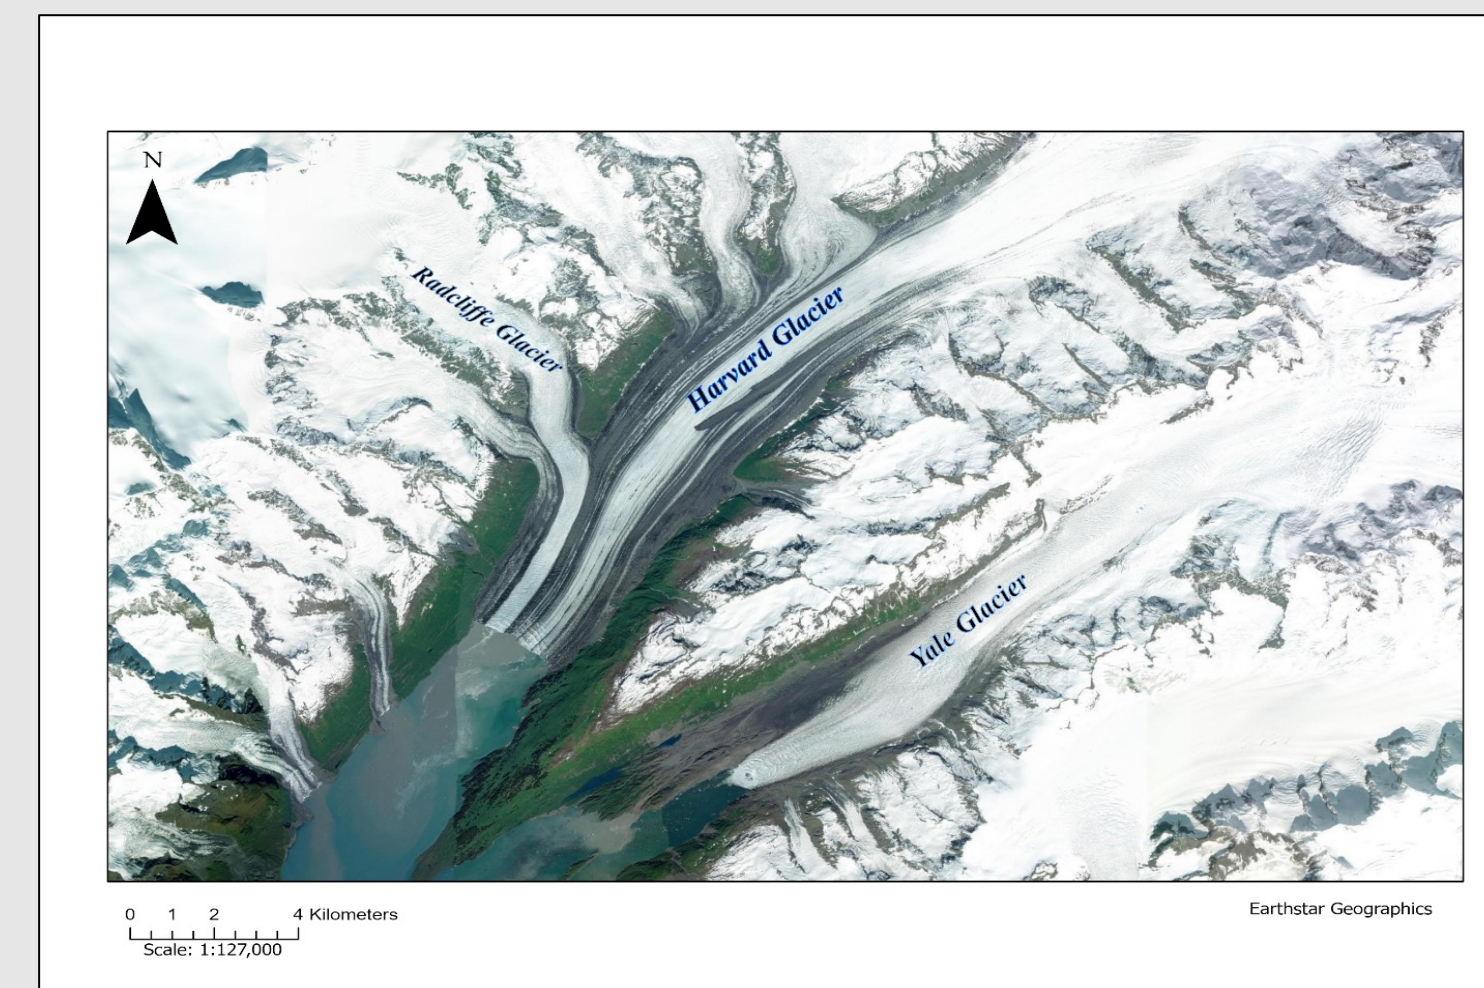 N
Radcliffe Glacier
Harvard Glacier
Yale Glacier
0 1 2 4 Kilometers
Scale: 1:127,000
Earthstar Geographics